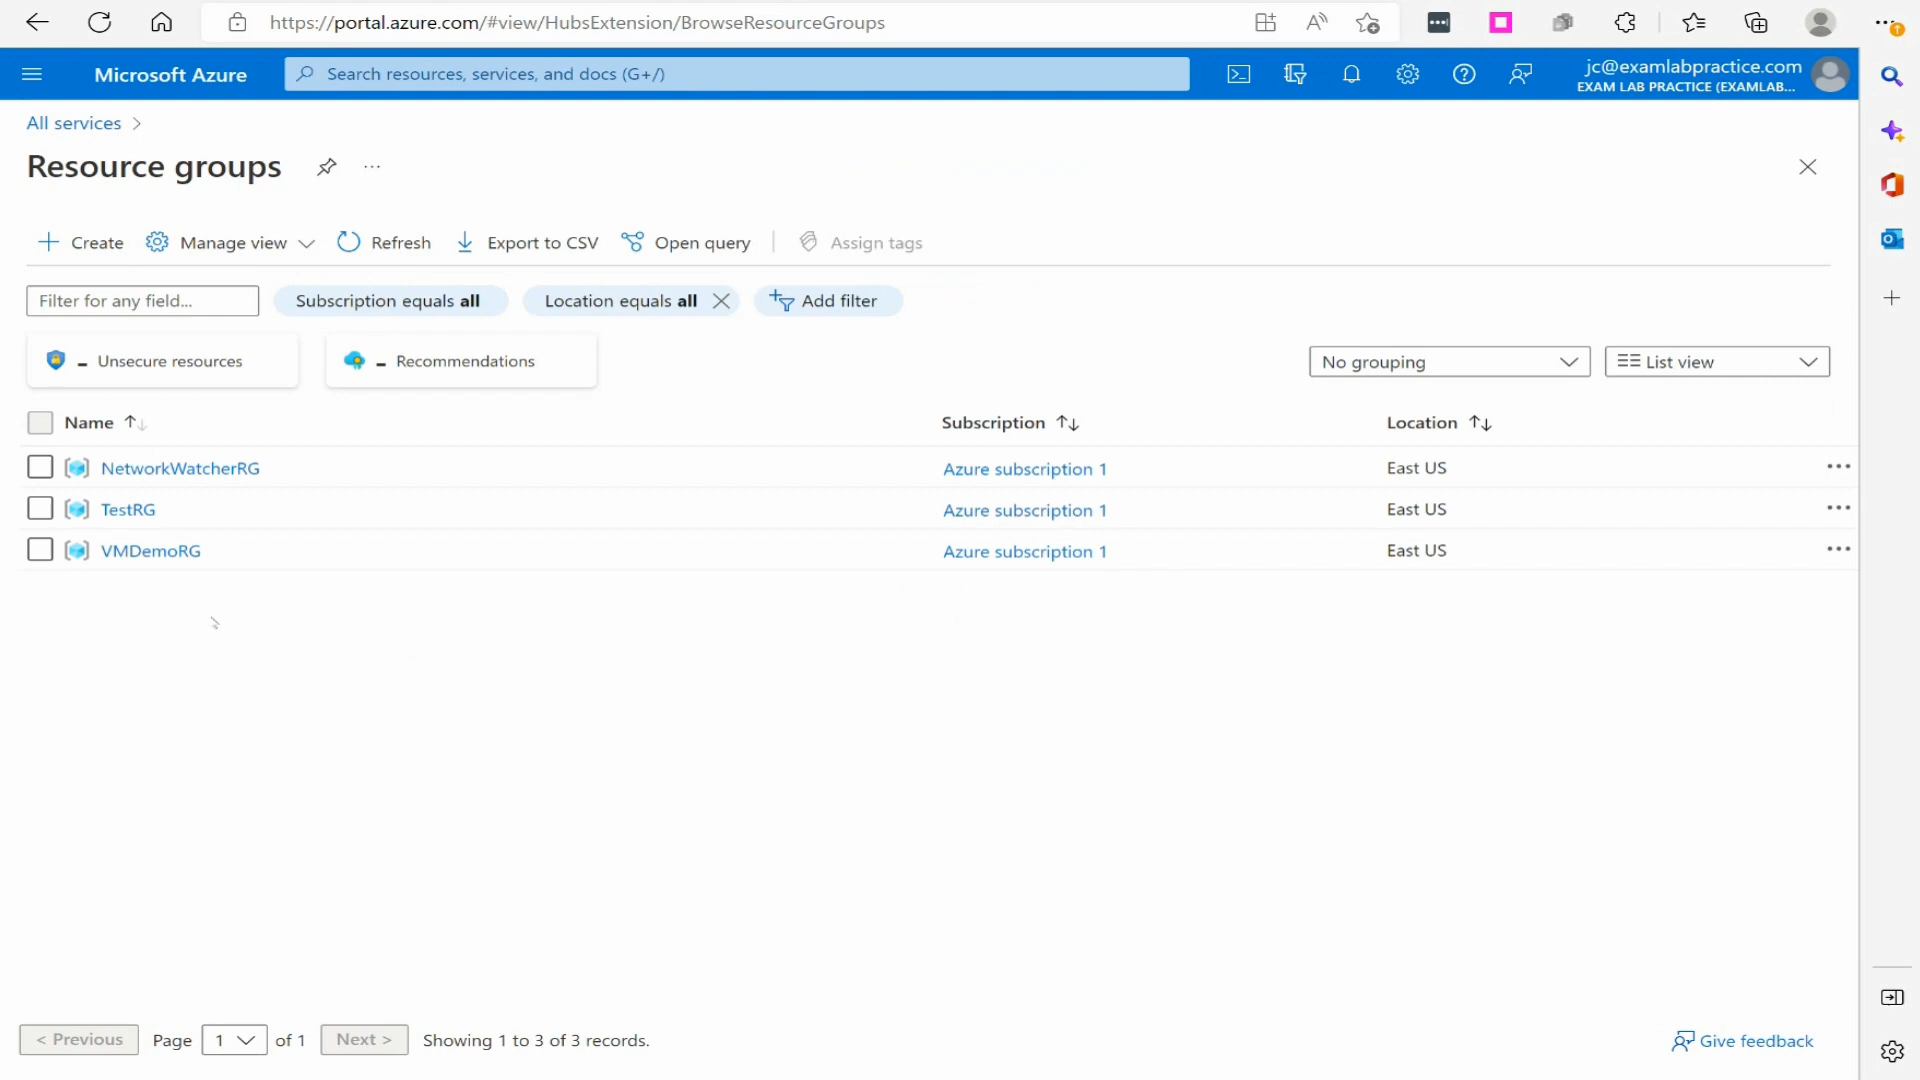 https://portal.azure.com/#view/HubsExtension/BrowseResourceGroups
Microsoft Azure
Search resources, services, and docs (G+/)
jc@examlabpractice.com
EXAM LAB PRACTICE (EXAMLAB...
All services >
Resource groups
...
Create
Manage view
Refresh
Export to CSV
Open query
Assign tags
Filter for any field...
Subscription equals all
Location equals all
Add filter
- Unsecure resources
- Recommendations
No grouping
List view
Name
Subscription
Location
NetworkWatcherRG
Azure subscription 1
East US
...
TestRG
Azure subscription 1
East US
...
VMDemoRG
Azure subscription 1
East US
...
< Previous
Page
1
of 1
Next >
Showing 1 to 3 of 3 records.
Give feedback